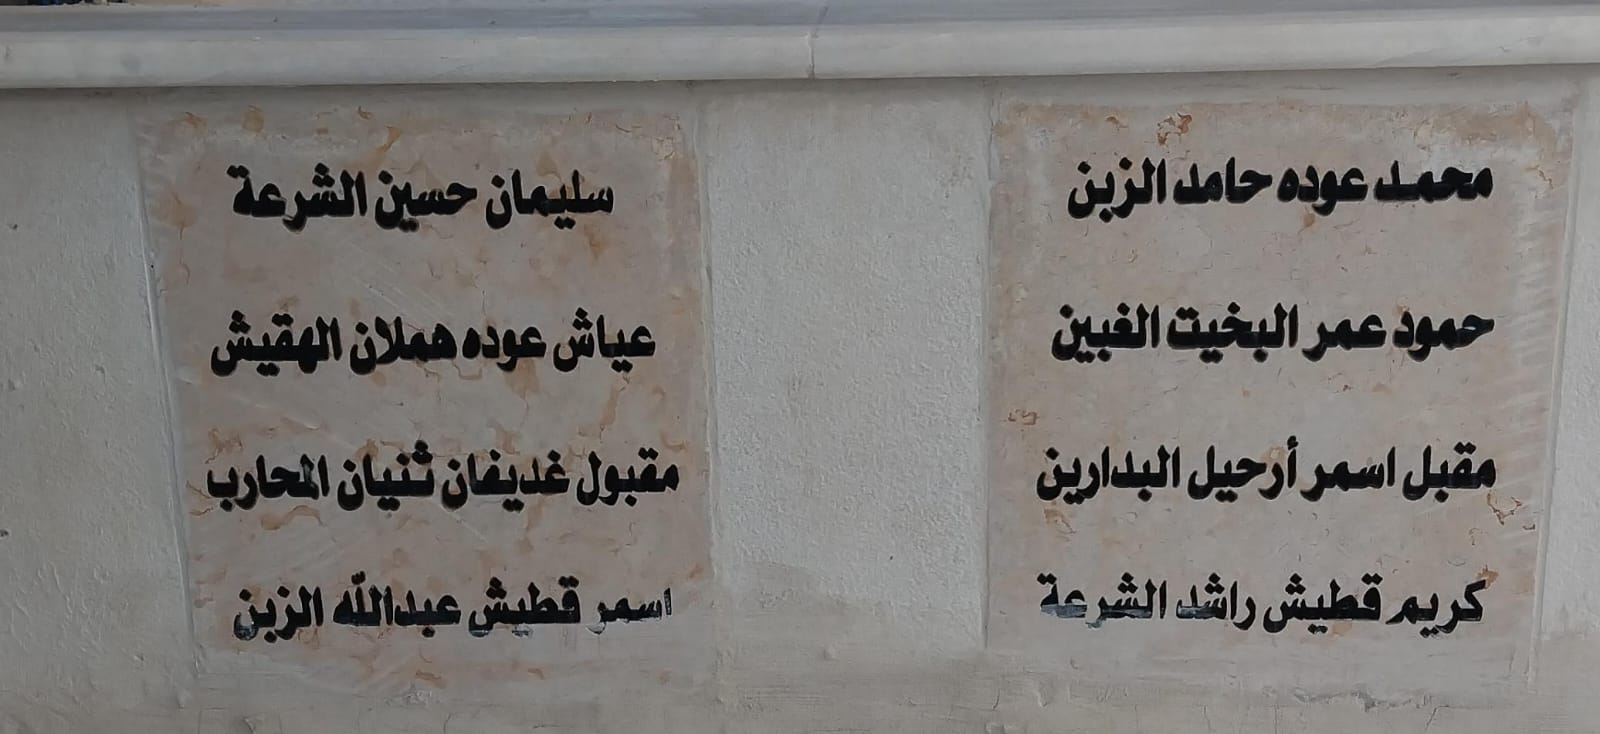 محمد عوده حامد الزبن
حمود عمر البخيت الغبين
مقبل اسمر أرحيل البدارين
كريم قطيش راشد الشرعة
سليمان حسين الشرعة
عياش عوده هملان الهقيش
مقبول غديفان ثنيان المحارب
اسمر قطيش عبدالله الزبن